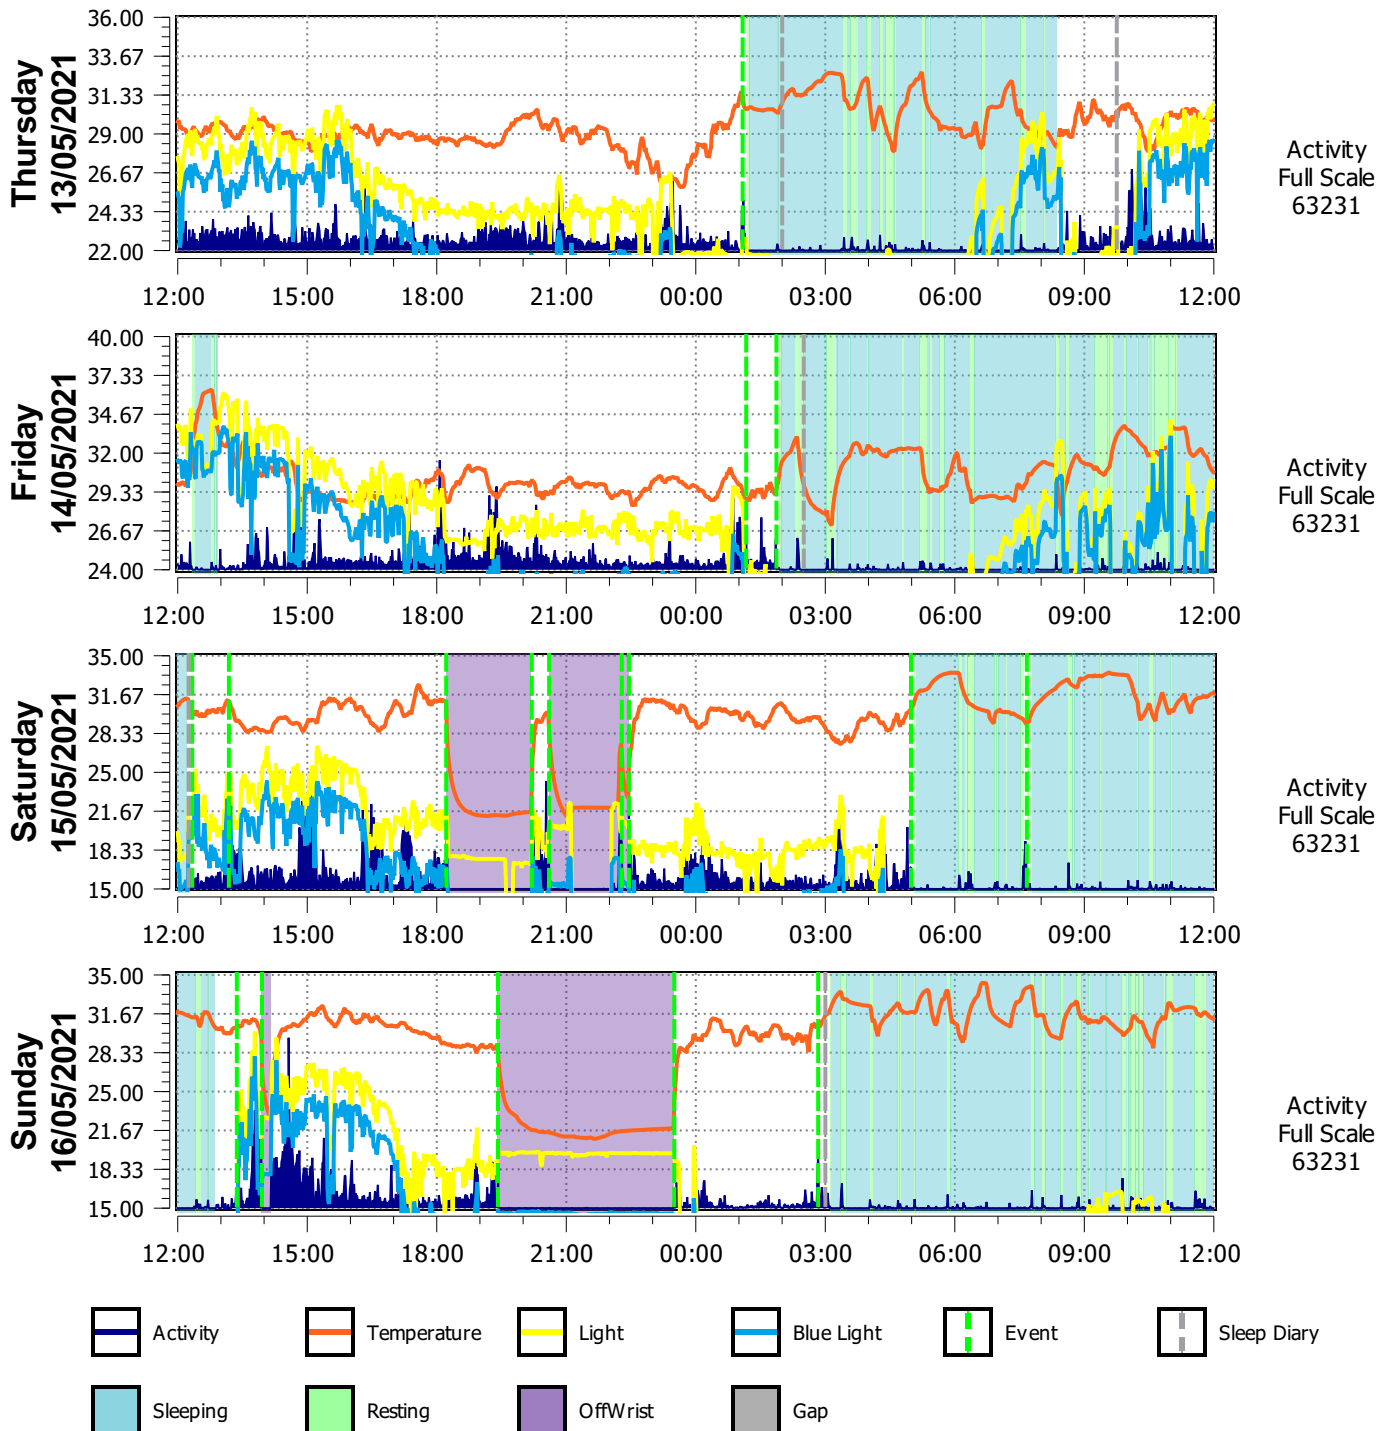 Thursday
13/05/2021
36.00
33.67
31.33
29.00
26.67
24.33
22.00
12:00 15:00 18:00 21:00 00:00 03:00 06:00 09:00 12:00
Activity
Full Scale
63231
Friday
14/05/2021
40.00
37.33
34.67
32.00
29.33
26.67
24.00
12:00 15:00 18:00 21:00 00:00 03:00 06:00 09:00 12:00
Activity
Full Scale
63231
Saturday
15/05/2021
35.00
31.67
28.33
25.00
21.67
18.33
15.00
12:00 15:00 18:00 21:00 00:00 03:00 06:00 09:00 12:00
Activity
Full Scale
63231
Sunday
16/05/2021
35.00
31.67
28.33
25.00
21.67
18.33
15.00
12:00 15:00 18:00 21:00 00:00 03:00 06:00 09:00 12:00
Activity
Full Scale
63231
Activity Temperature Light Blue Light Event Sleep Diary
Sleeping Resting OffWrist Gap